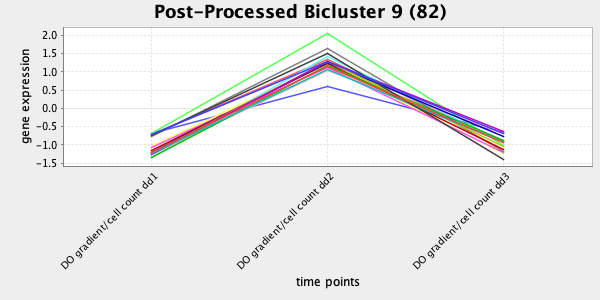 Post-Processed Bicluster 9 (82)
gene expression
2.0
1.5
1.0
0.5
0.0
-0.5
-1.0
-1.5
DO gradient/cell count dd1
DO gradient/cell count dd2
DO gradient/cell count dd3
time points